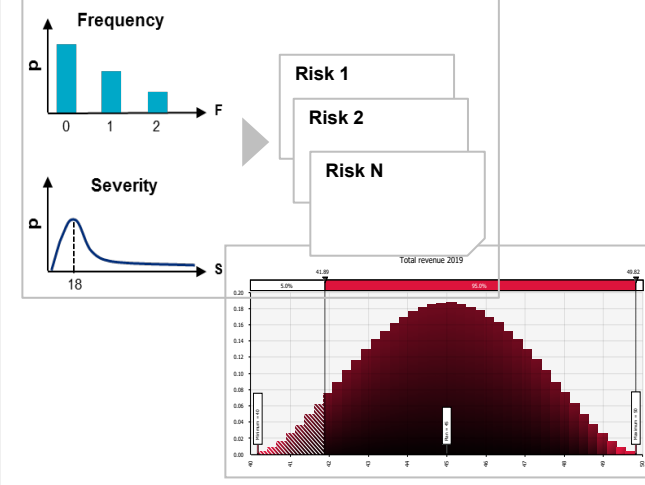 Frequency
p
F
0 1 2
Severity
p
S
18
Risk 1
Risk 2
Risk N
Total revenue 2019
41.89 49.82
5.0% 95.0%
0.20
0.18
0.16
0.14
0.12
0.10
0.08
0.06
0.04
0.02
0.00
40 41 42 43 44 45 46 47 48 49 50